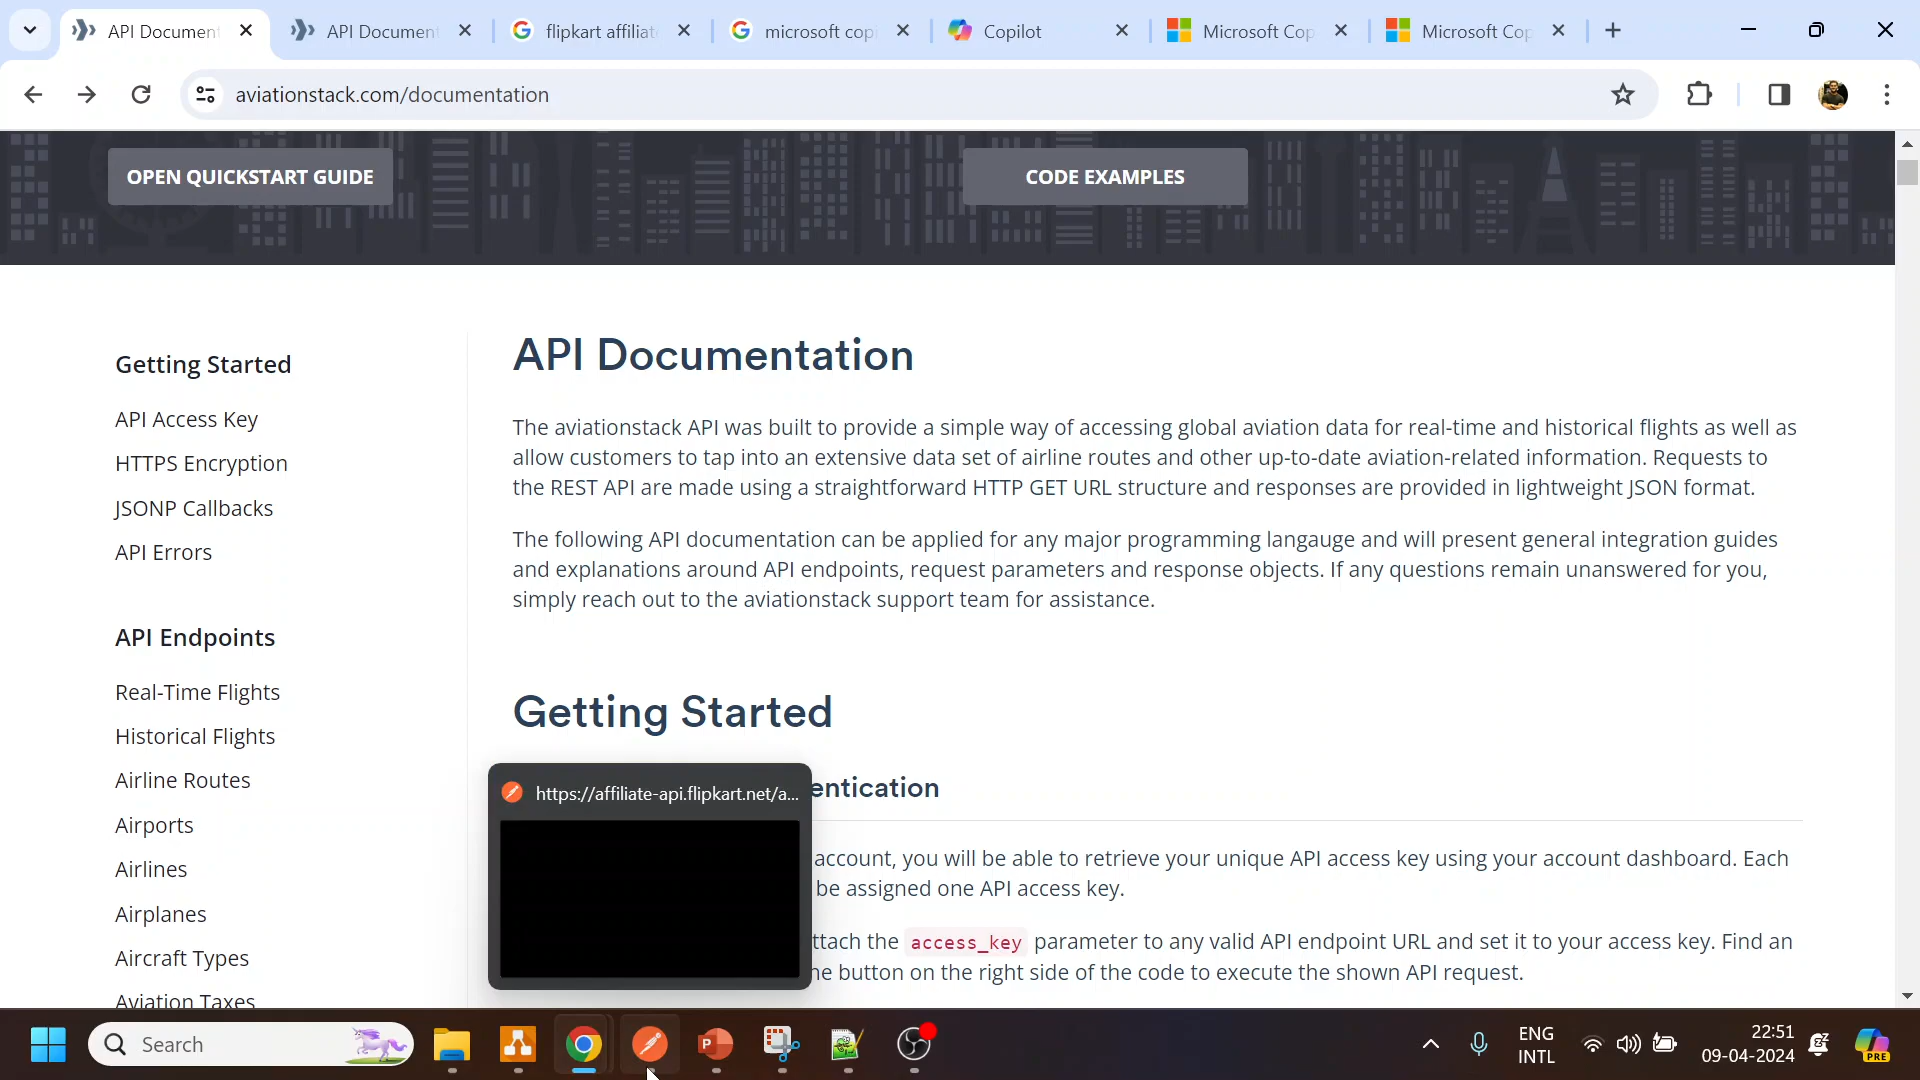 API Documen
API Documen
flipkart affiliat
microsoft cop
Copilot
Microsoft Cop
Microsoft Cop
aviationstack.com/documentation
OPEN QUICKSTART GUIDE
CODE EXAMPLES
Getting Started
API Access Key
HTTPS Encryption
JSONP Callbacks
API Errors
API Endpoints
Real-Time Flights
Historical Flights
Airline Routes
Airports
Airlines
Airplanes
Aircraft Types
Aviation Taxes
API Documentation
The aviationstack API was built to provide a simple way of accessing global aviation data for real-time and historical flights as well as
allow customers to tap into an extensive data set of airline routes and other up-to-date aviation-related information. Requests to
the REST API are made using a straightforward HTTP GET URL structure and responses are provided in lightweight JSON format.
The following API documentation can be applied for any major programming langauge and will present general integration guides
and explanations around API endpoints, request parameters and response objects. If any questions remain unanswered for you,
simply reach out to the aviationstack support team for assistance.
Getting Started
entication
account, you will be able to retrieve your unique API access key using your account dashboard. Each
be assigned one API access key.
ttach the access_key parameter to any valid API endpoint URL and set it to your access key. Find an
he button on the right side of the code to execute the shown API request.
https://affiliate-api.flipkart.net/a...
Search
ENG
INTL
22:51
09-04-2024
PRE